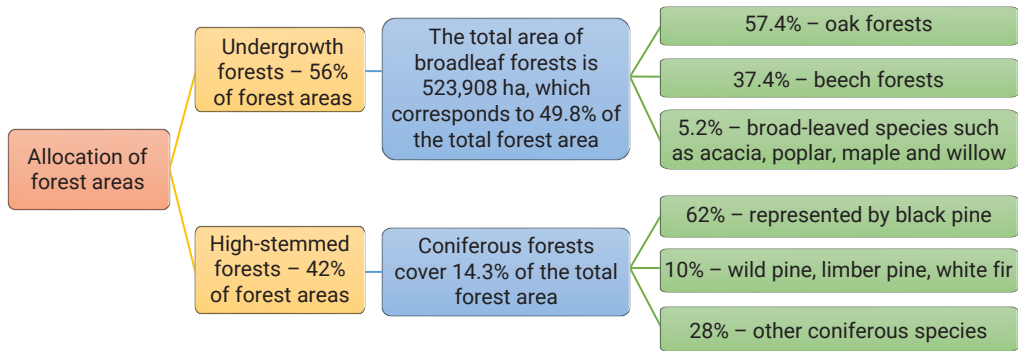 Allocation of
forest areas
Undergrowth
forests – 56%
of forest areas
The total area of
broadleaf forests is
523,908 ha, which
corresponds to 49.8% of
the total forest area
57.4% – oak forests
37.4% – beech forests
5.2% – broad-leaved species such
as acacia, poplar, maple and willow
High-stemmed
forests – 42%
of forest areas
Coniferous forests
cover 14.3% of the total
forest area
62% – represented by black pine
10% – wild pine, limber pine, white fir
28% – other coniferous species